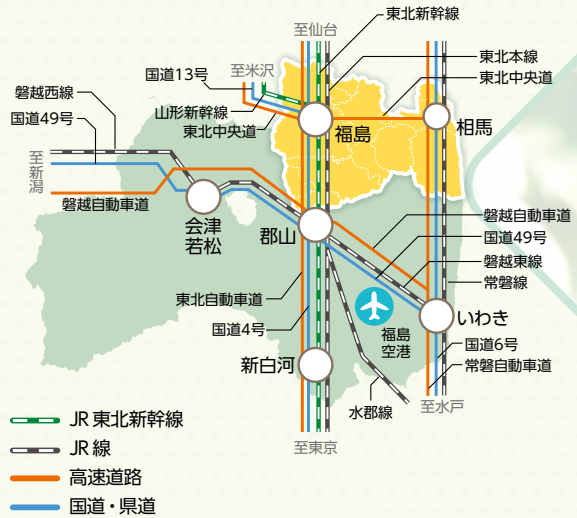 東北新幹線
至仙台
東北本線
国道13号
至米沢
東北中央道
磐越西線
山形新幹線
国道49号
東北中央道
福島
相馬
至新潟
磐越自動車道
会津
若松
郡山
磐越自動車道
国道49号
磐越東線
常磐線
東北自動車道
国道4号
福島
空港
いわき
新白河
国道6号
常磐自動車道
水郡線
至水戸
至東京
JR東北新幹線
JR線
高速道路
国道・県道